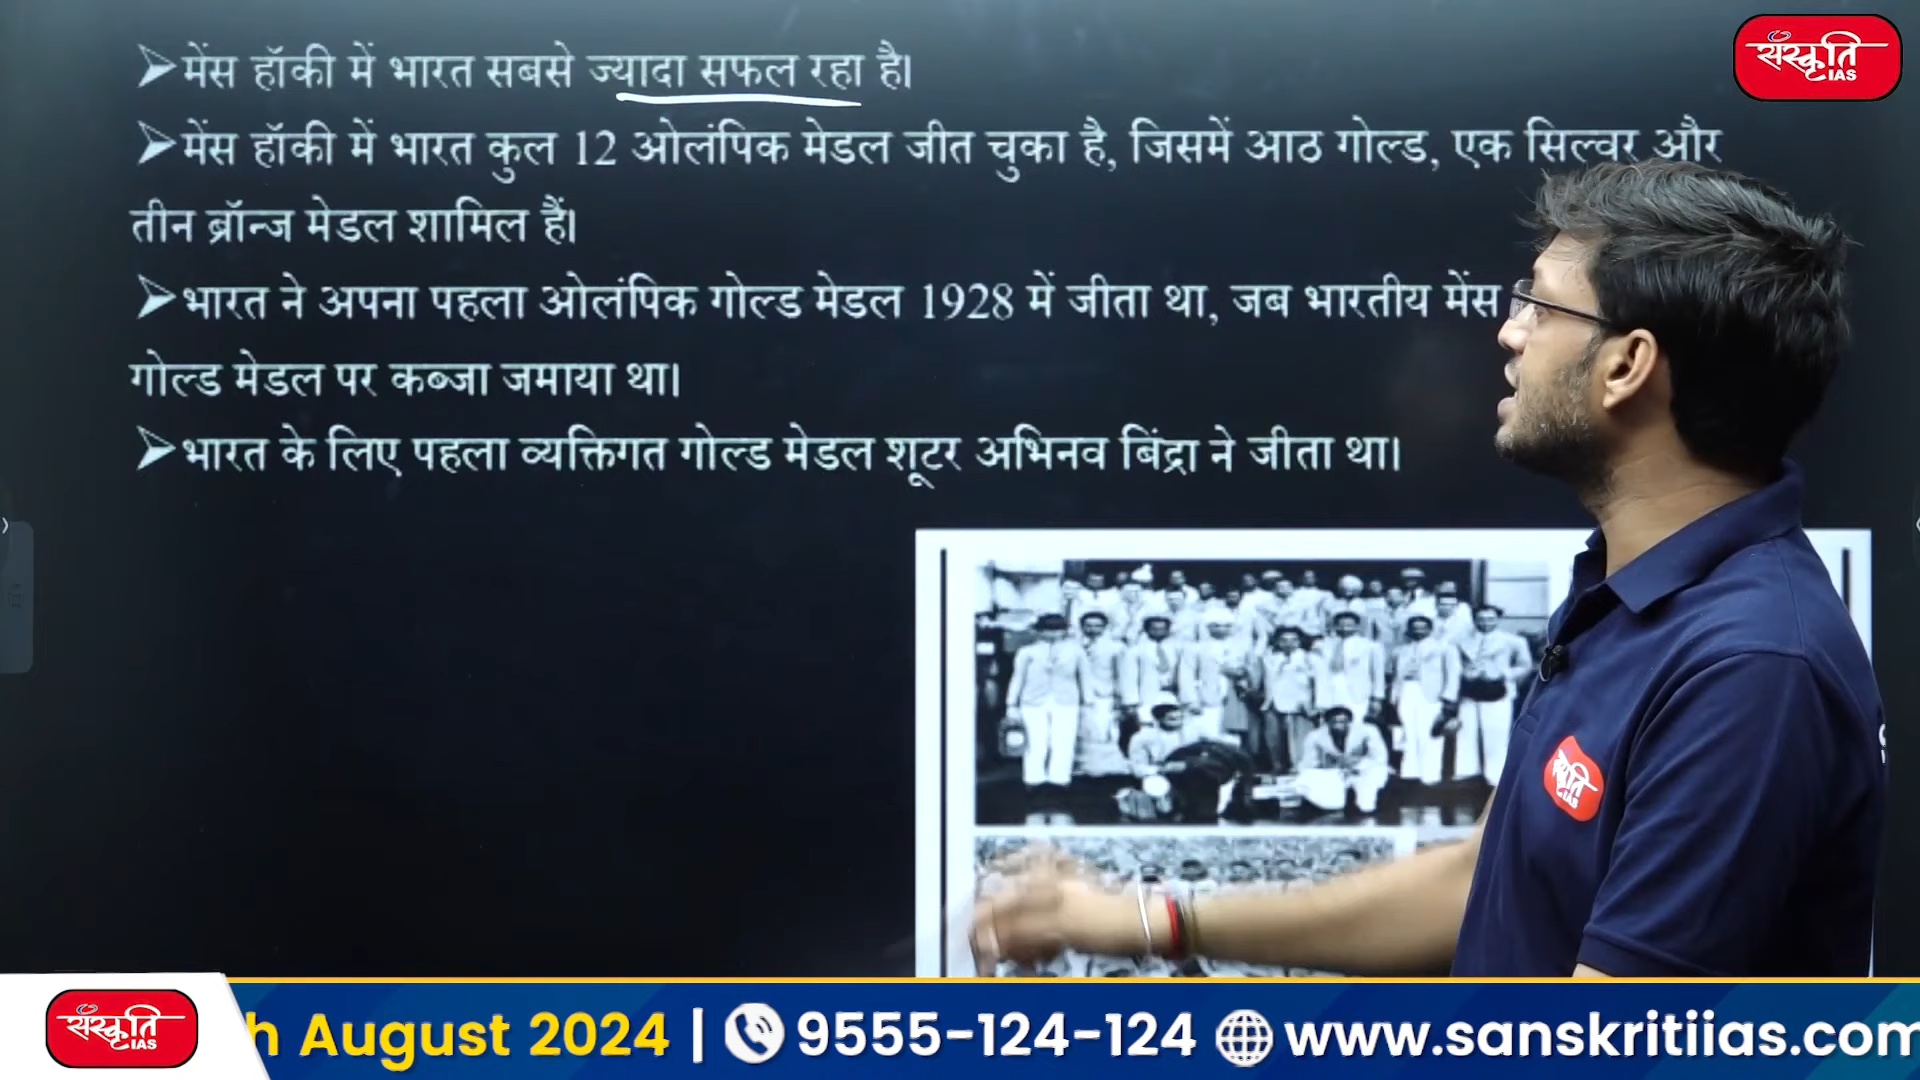 ➢मेंस हॉकी में भारत सबसे ज्यादा सफल रहा है।
संस्कृति
IAS
➢मेंस हॉकी में भारत कुल 12 ओलंपिक मेडल जीत चुका है, जिसमें आठ गोल्ड, एक सिल्वर और
तीन ब्रॉन्ज मेडल शामिल हैं।
➢भारत ने अपना पहला ओलंपिक गोल्ड मेडल 1928 में जीता था, जब भारतीय मेंस
गोल्ड मेडल पर कब्जा जमाया था।
➢भारत के लिए पहला व्यक्तिगत गोल्ड मेडल शूटर अभिनव बिंद्रा ने जीता था।
IAS
संस्कृति
IAS
h August 2024 | 9555-124-124 www.sanskritiias.com